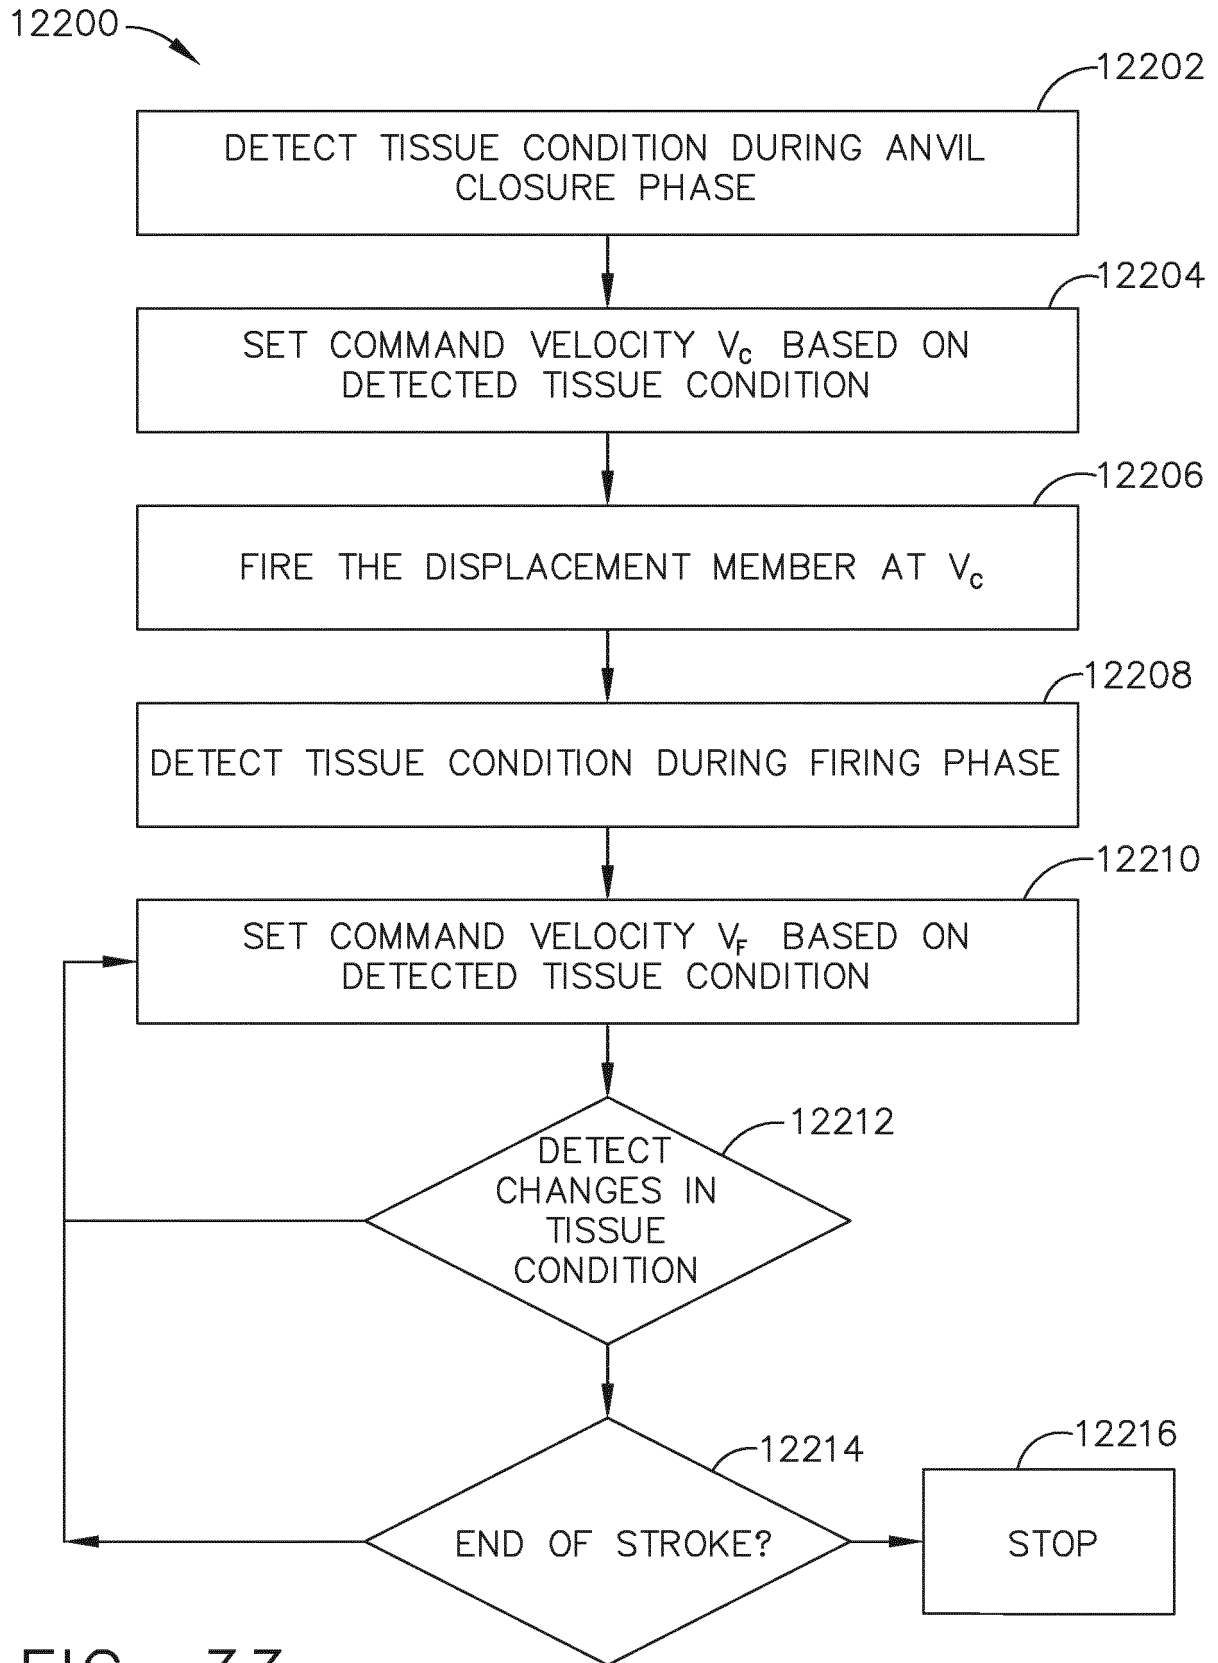 12200
12202
DETECT TISSUE CONDITION DURING ANVIL
CLOSURE PHASE
12204
SET COMMAND VELOCITY VC BASED ON
DETECTED TISSUE CONDITION
12206
FIRE THE DISPLACEMENT MEMBER AT VC
12208
DETECT TISSUE CONDITION DURING FIRING PHASE
12210
SET COMMAND VELOCITY VF BASED ON
DETECTED TISSUE CONDITION
12212
DETECT
CHANGES IN
TISSUE
CONDITION
12214
END OF STROKE?
12216
STOP